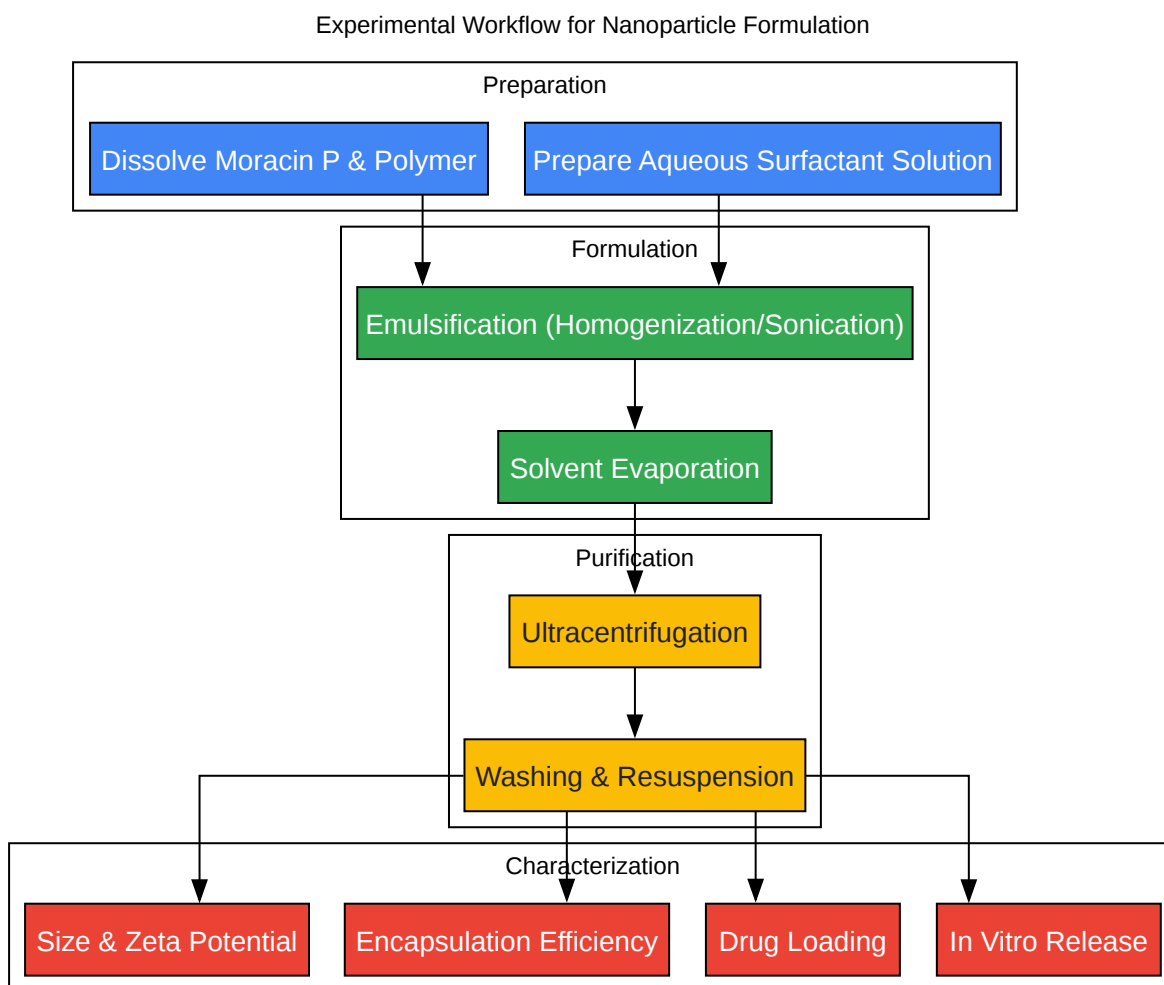 Experimental Workflow for Nanoparticle Formulation
Preparation
Dissolve Moracin P & Polymer
Prepare Aqueous Surfactant Solution
Formulation
Emulsification (Homogenization/Sonication)
Solvent Evaporation
Purification
Ultracentrifugation
Washing & Resuspension
Characterization
Size & Zeta Potential
Encapsulation Efficiency
Drug Loading
In Vitro Release